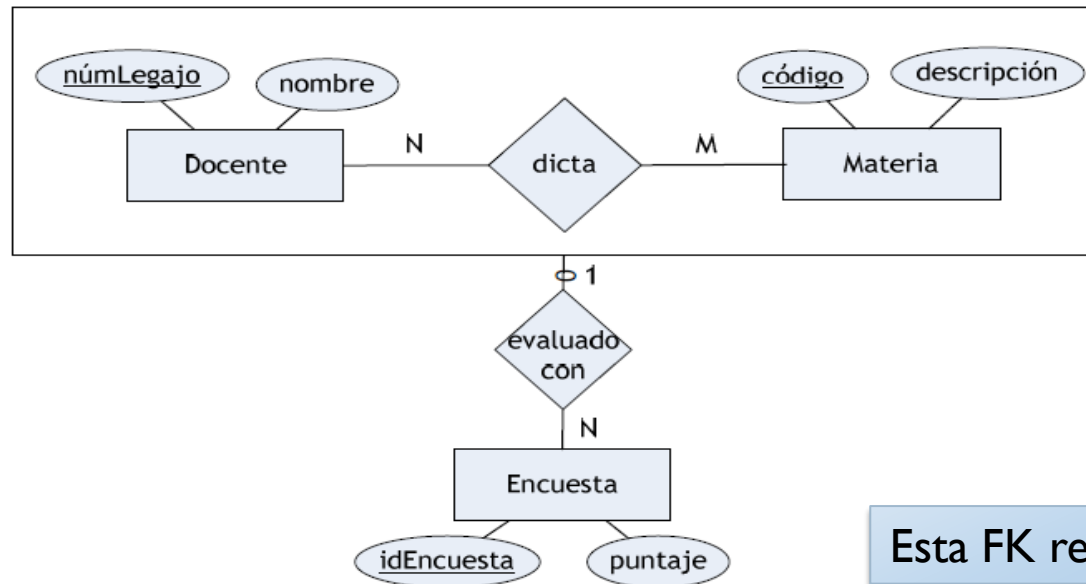 númLegajo
nombre
código
descripción
Docente
N
dicta
M
Materia
1
evaluado
con
N
Encuesta
idEncuesta
puntaje
Esta FK re